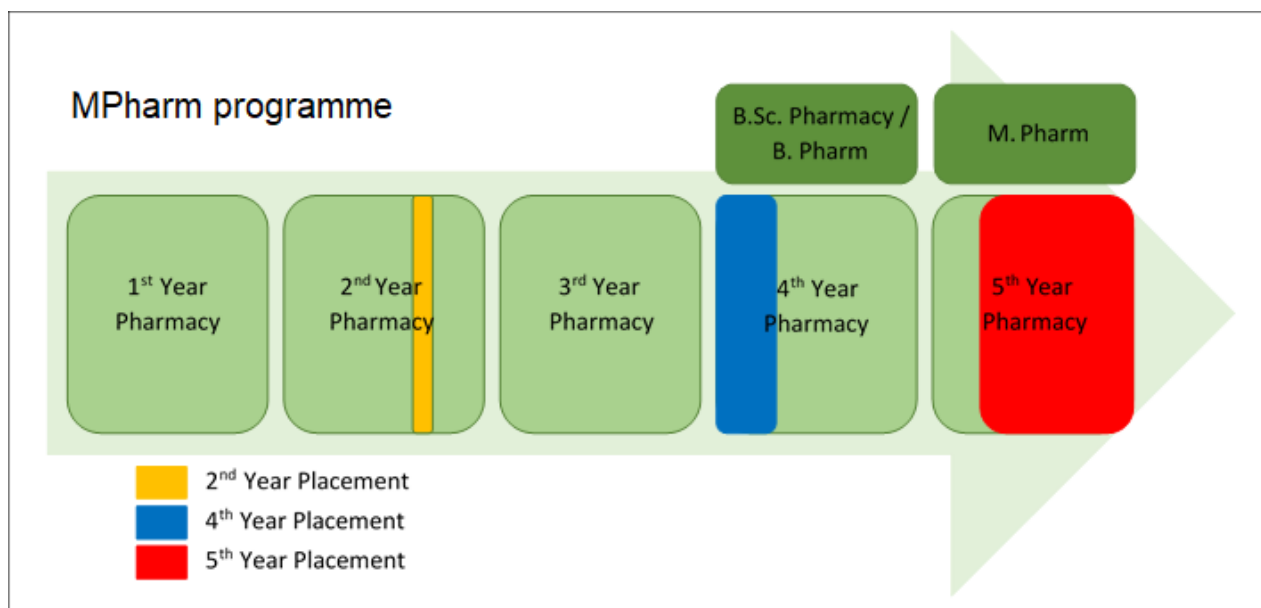 MPharm programme
B.Sc. Pharmacy /
B. Pharm
M. Pharm
1st Year
Pharmacy
2nd Year
Pharmacy
3rd Year
Pharmacy
4th Year
Pharmacy
5th Year
Pharmacy
2nd Year Placement
4th Year Placement
5th Year Placement